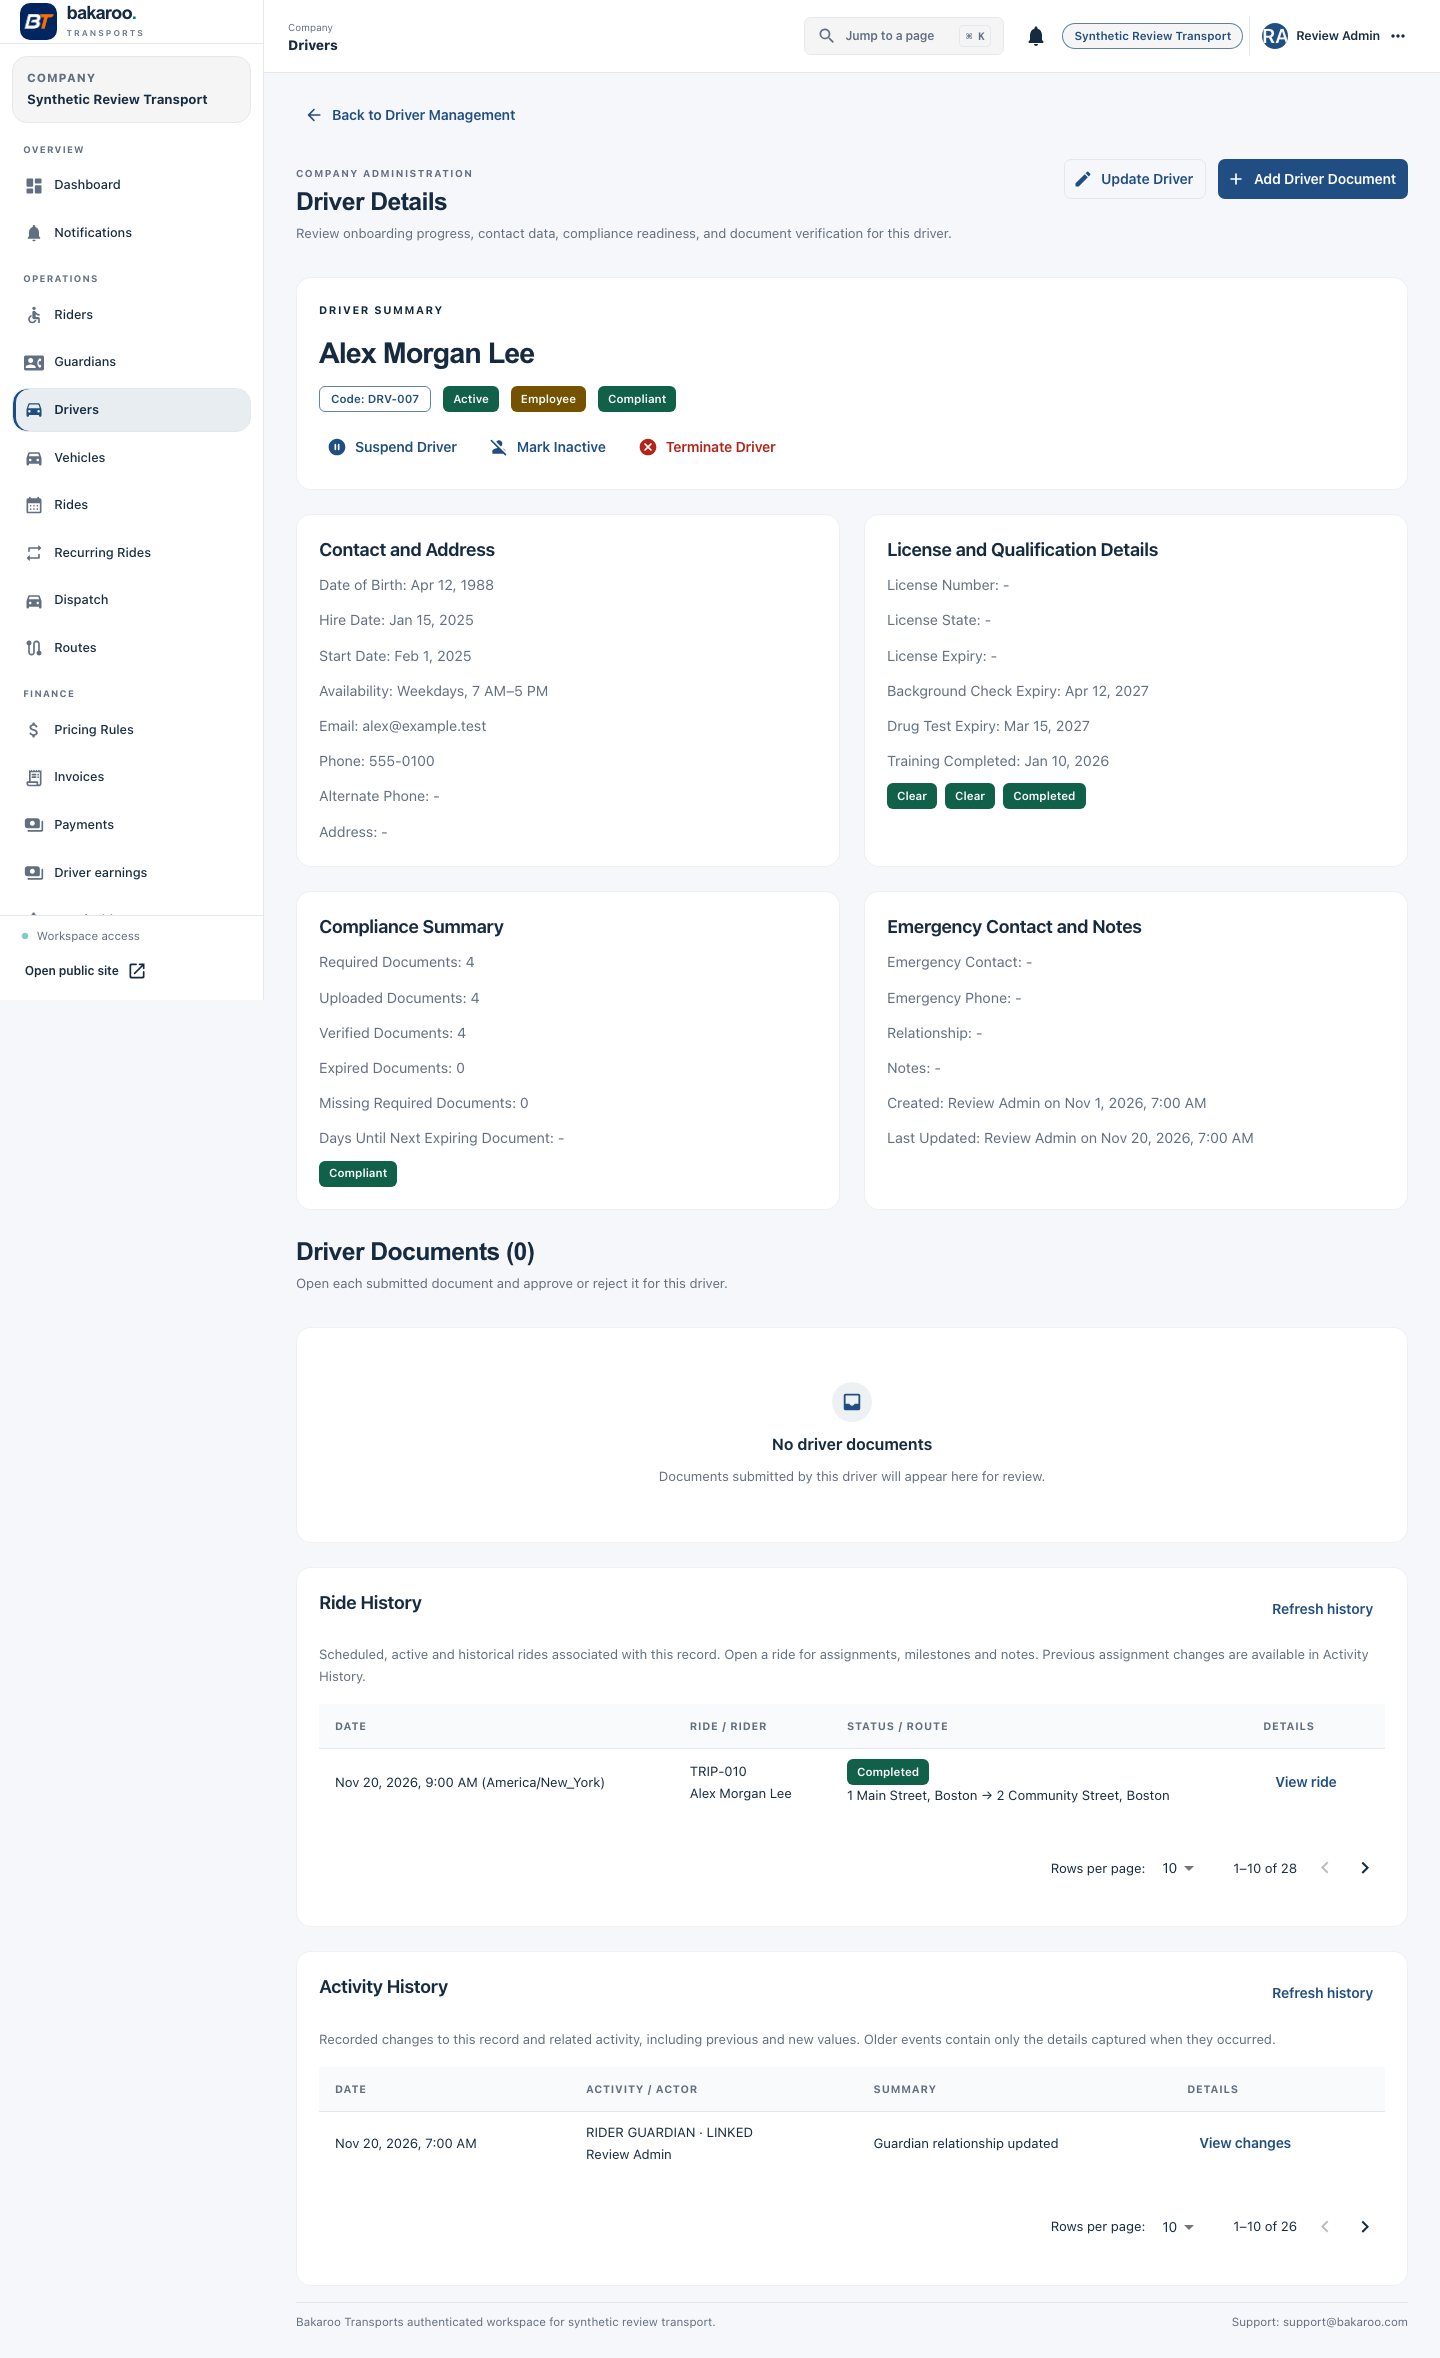 BT bakaroo.
TRANSPORTS
COMPANY
Synthetic Review Transport
OVERVIEW
Dashboard
Notifications
OPERATIONS
Riders
Guardians
Drivers
Vehicles
Rides
Recurring Rides
Dispatch
Routes
FINANCE
Pricing Rules
Invoices
Payments
Driver earnings
Workspace access
Open public site
Company
Drivers
Jump to a page ⌘ K
Synthetic Review Transport
RA Review Admin
Back to Driver Management
COMPANY ADMINISTRATION
Driver Details
Review onboarding progress, contact data, compliance readiness, and document verification for this driver.
Update Driver
Add Driver Document
DRIVER SUMMARY
Alex Morgan Lee
Code: DRV-007 Active Employee Compliant
Suspend Driver Mark Inactive Terminate Driver
Contact and Address
Date of Birth: Apr 12, 1988
Hire Date: Jan 15, 2025
Start Date: Feb 1, 2025
Availability: Weekdays, 7 AM–5 PM
Email: alex@example.test
Phone: 555-0100
Alternate Phone: -
Address: -
License and Qualification Details
License Number: -
License State: -
License Expiry: -
Background Check Expiry: Apr 12, 2027
Drug Test Expiry: Mar 15, 2027
Training Completed: Jan 10, 2026
Clear Clear Completed
Compliance Summary
Required Documents: 4
Uploaded Documents: 4
Verified Documents: 4
Expired Documents: 0
Missing Required Documents: 0
Days Until Next Expiring Document: -
Compliant
Emergency Contact and Notes
Emergency Contact: -
Emergency Phone: -
Relationship: -
Notes: -
Created: Review Admin on Nov 1, 2026, 7:00 AM
Last Updated: Review Admin on Nov 20, 2026, 7:00 AM
Driver Documents (0)
Open each submitted document and approve or reject it for this driver.
No driver documents
Documents submitted by this driver will appear here for review.
Ride History
Refresh history
Scheduled, active and historical rides associated with this record. Open a ride for assignments, milestones and notes. Previous assignment changes are available in Activity
History.
DATE RIDE / RIDER STATUS / ROUTE DETAILS
Nov 20, 2026, 9:00 AM (America/New_York)
TRIP-010
Alex Morgan Lee
Completed
1 Main Street, Boston → 2 Community Street, Boston
View ride
Rows per page: 10 1–10 of 28
Activity History
Refresh history
Recorded changes to this record and related activity, including previous and new values. Older events contain only the details captured when they occurred.
DATE ACTIVITY / ACTOR SUMMARY DETAILS
Nov 20, 2026, 7:00 AM
RIDER GUARDIAN · LINKED
Review Admin
Guardian relationship updated
View changes
Rows per page: 10 1–10 of 26
Bakaroo Transports authenticated workspace for synthetic review transport.
Support: support@bakaroo.com